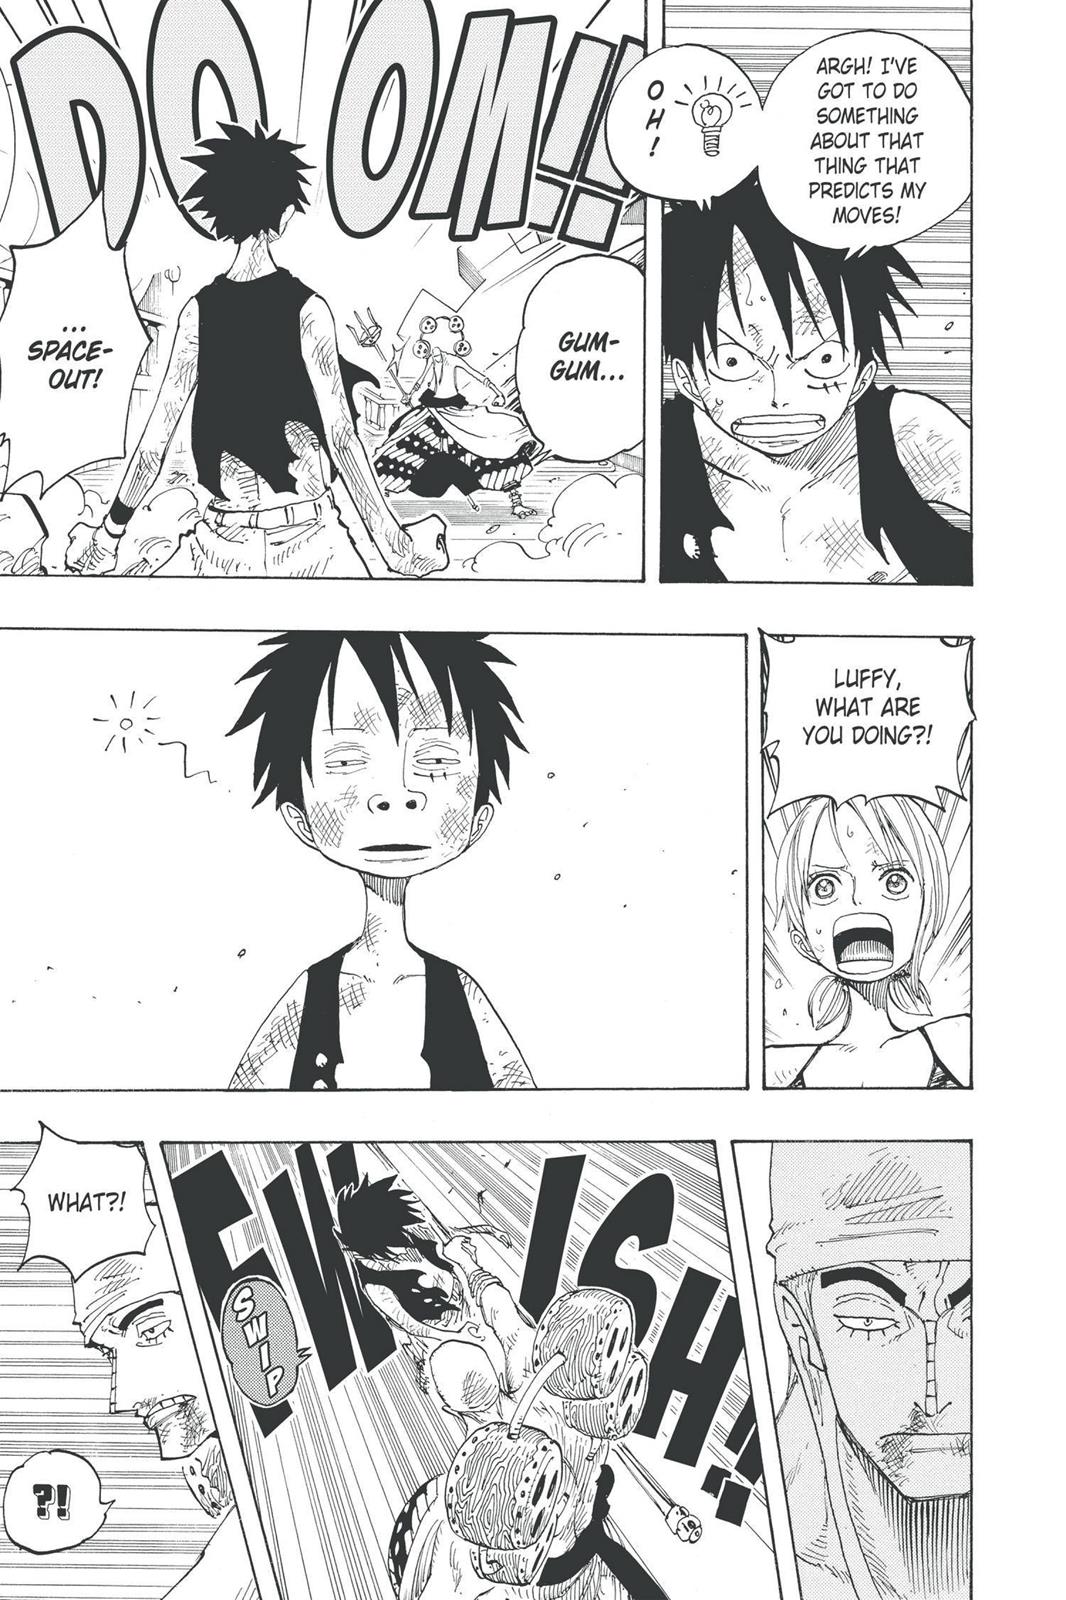 ARGH! I'VE
GOT TO DO
SOMETHING
ABOUT THAT
THING THAT
PREDICTS MY
MOVES!
OH!
DOOM!!
GUM-
GUM...
...
SPACE-
OUT!
LUFFY,
WHAT ARE
YOU DOING?!
FWISH!!
SWIP
WHAT?!
?!